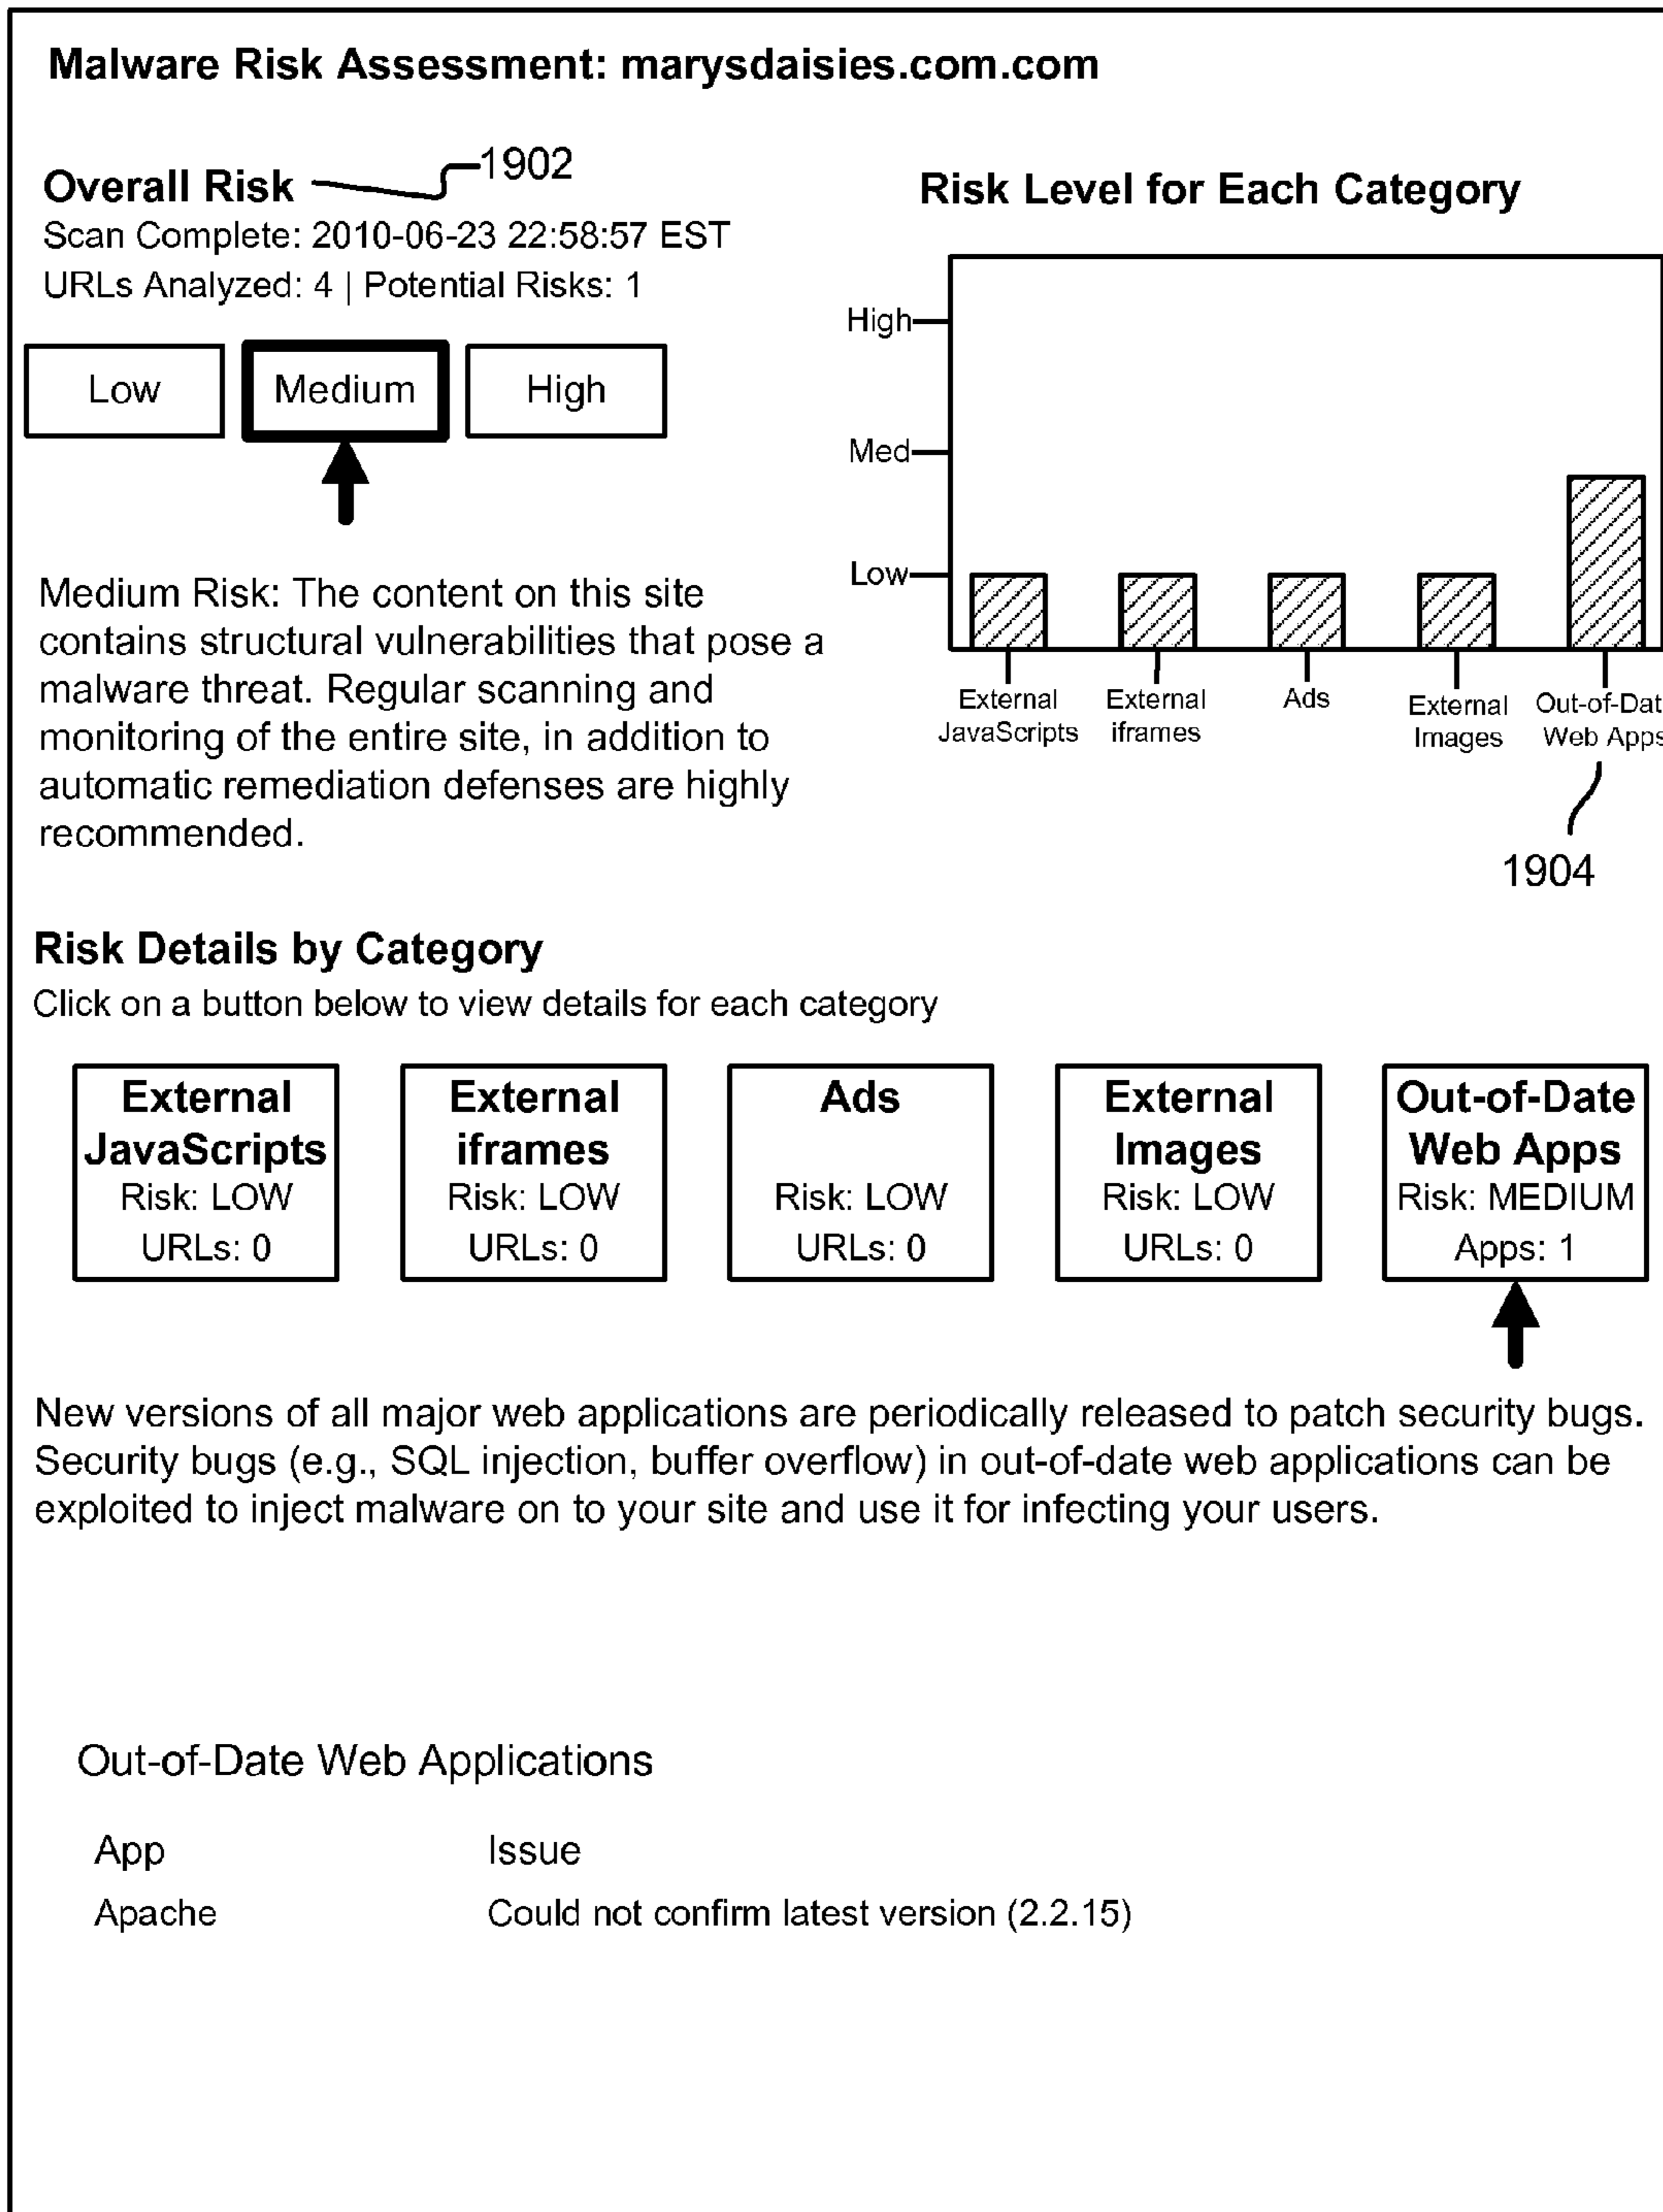 Malware Risk Assessment: marysdaisies.com.com
Overall Risk
1902
Scan Complete: 2010-06-23 22:58:57 EST
URLs Analyzed: 4 | Potential Risks: 1
Low
Medium
High
Medium Risk: The content on this site
contains structural vulnerabilities that pose a
malware threat. Regular scanning and
monitoring of the entire site, in addition to
automatic remediation defenses are highly
recommended.
Risk Level for Each Category
High
Med
Low
External
JavaScripts
External
iframes
Ads
External
Images
Out-of-Dat
Web Apps
1904
Risk Details by Category
Click on a button below to view details for each category
External
JavaScripts
Risk: LOW
URLs: 0
External
iframes
Risk: LOW
URLs: 0
Ads
Risk: LOW
URLs: 0
External
Images
Risk: LOW
URLs: 0
Out-of-Date
Web Apps
Risk: MEDIUM
Apps: 1
New versions of all major web applications are periodically released to patch security bugs.
Security bugs (e.g., SQL injection, buffer overflow) in out-of-date web applications can be
exploited to inject malware on to your site and use it for infecting your users.
Out-of-Date Web Applications
App Issue
Apache Could not confirm latest version (2.2.15)